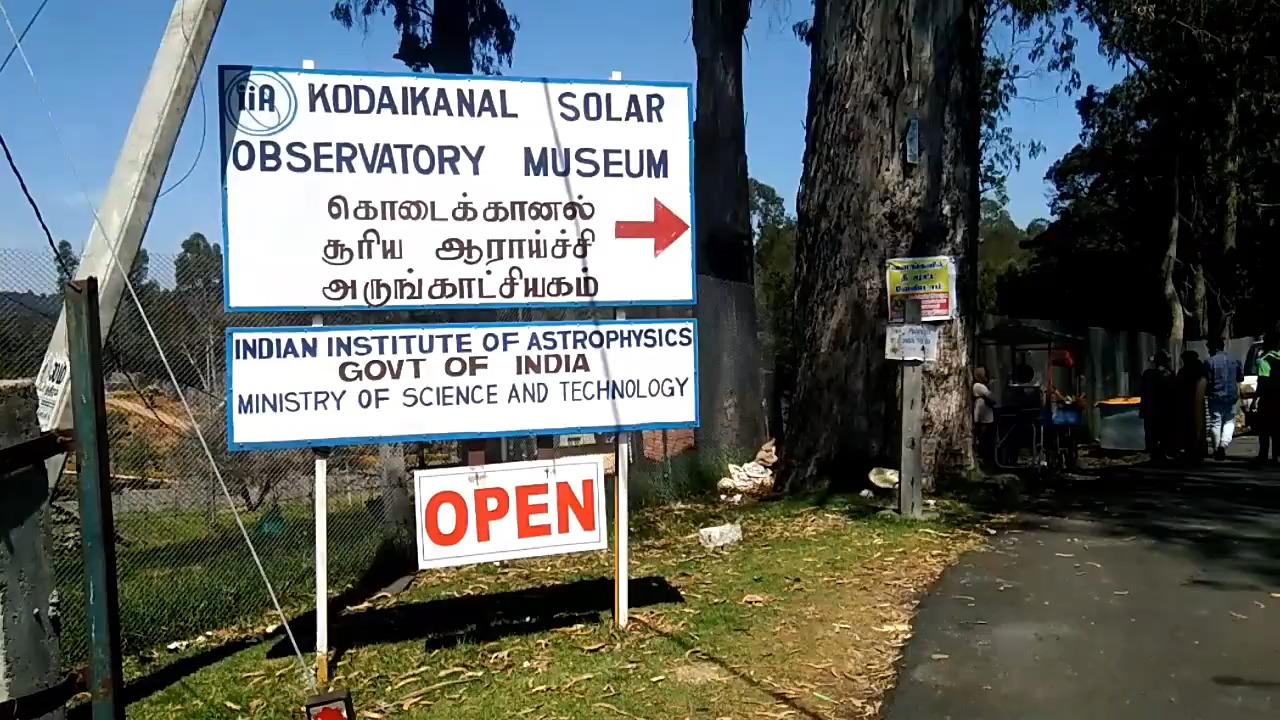 iiA KODAIKANAL SOLAR
OBSERVATORY MUSEUM
கொடைக்கானல்
சூரிய ஆராய்ச்சி
அருங்காட்சியகம்
INDIAN INSTITUTE OF ASTROPHYSICS
GOVT OF INDIA
MINISTRY OF SCIENCE AND TECHNOLOGY
OPEN